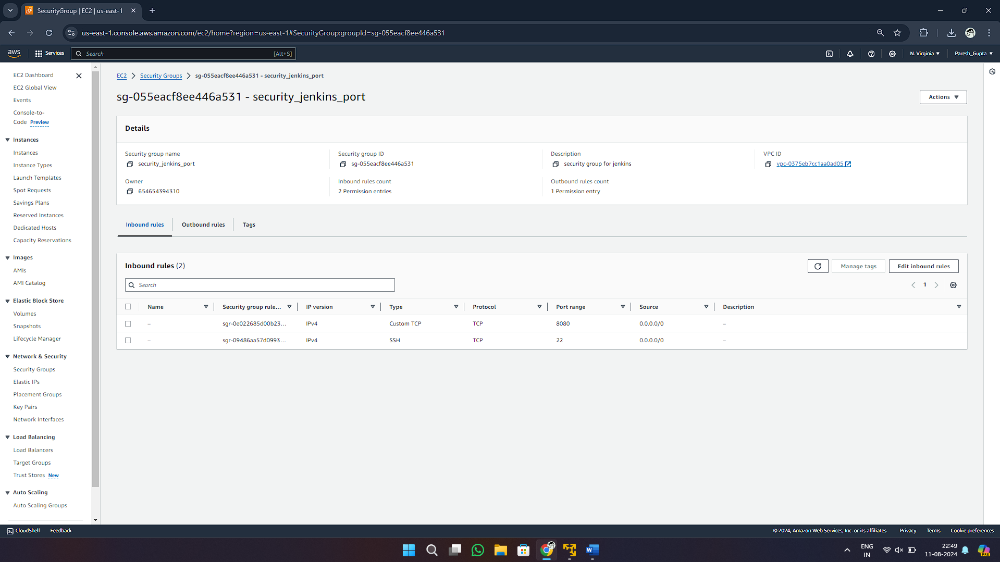 SecurityGroup | EC2 | us-east-1
us-east-1.console.aws.amazon.com/ec2/home?region=us-east-1#SecurityGroup:groupId=sg-055eacf8ee446a531
aws
Services
Search
[Alt+S]
N. Virginia
Paresh_Gupta
EC2 Dashboard
EC2 Global View
Events
Console-to-
Code Preview
Instances
Instances
Instance Types
Launch Templates
Spot Requests
Savings Plans
Reserved Instances
Dedicated Hosts
Capacity Reservations
Images
AMIs
AMI Catalog
Elastic Block Store
Volumes
Snapshots
Lifecycle Manager
Network & Security
Security Groups
Elastic IPs
Placement Groups
Key Pairs
Network Interfaces
Load Balancing
Load Balancers
Target Groups
Trust Stores New
Auto Scaling
Auto Scaling Groups
EC2 > Security Groups > sg-055eacf8ee446a531 - security_jenkins_port
sg-055eacf8ee446a531 - security_jenkins_port
Actions
Details
Security group name
security_jenkins_port
Security group ID
sg-055eacf8ee446a531
Description
security group for jenkins
VPC ID
vpc-0375eb7cc1aa0ad05
Owner
654654394310
Inbound rules count
2 Permission entries
Outbound rules count
1 Permission entry
Inbound rules
Outbound rules
Tags
Inbound rules (2)
Manage tags
Edit inbound rules
Search
1
Name Security group rule... IP version Type Protocol Port range Source Description
– sgr-0e022685d00b23... IPv4 Custom TCP TCP 8080 0.0.0.0/0 –
– sgr-09486aa57d0993... IPv4 SSH TCP 22 0.0.0.0/0 –
CloudShell
Feedback
© 2024, Amazon Web Services, Inc. or its affiliates.
Privacy
Terms
Cookie preferences
ENG
IN
22:49
11-08-2024
PRE